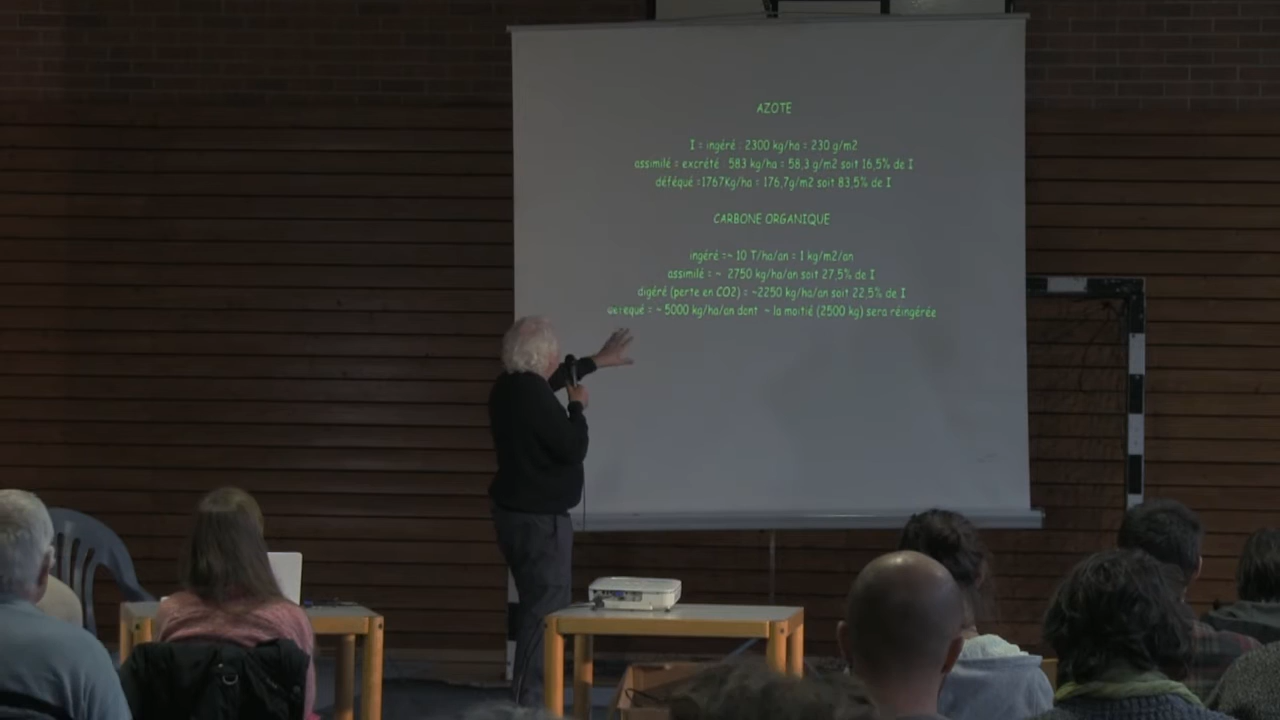 AZOTE
I = ingéré : 2300 kg/ha = 230 g/m2
assimilé = excrété : 583 kg/ha = 58,3 g/m2 soit 16,5% de I
déféqué =1767Kg/ha = 176,7g/m2 soit 83,5% de I
CARBONE ORGANIQUE
ingéré =~ 10 T/ha/an = 1 kg/m2/an
assimilé = ~ 2750 kg/ha/an soit 27,5% de I
digéré (perte en CO2) = ~2250 kg/ha/an soit 22,5% de I
déféqué = ~ 5000 kg/ha/an dont ~ la moitié (2500 kg) sera réingérée